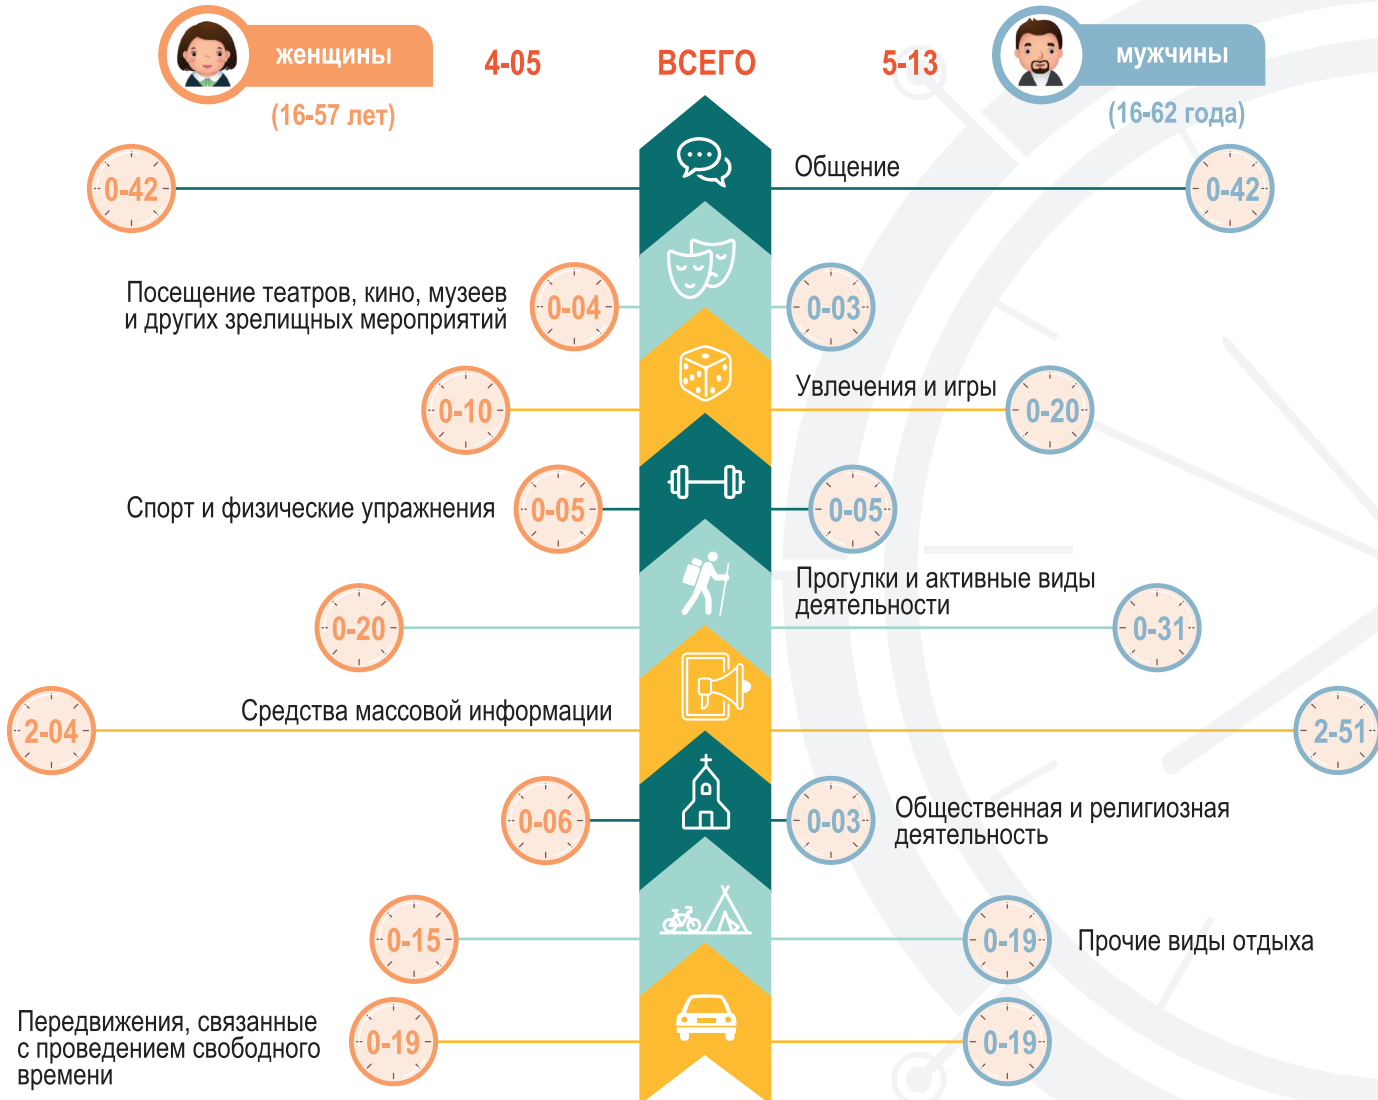 женщины
4-05
ВСЕГО
5-13
мужчины
(16-57 лет)
(16-62 года)
Общение
0-42
0-42
Посещение театров, кино, музеев
и других зрелищных мероприятий
0-04
0-03
Увлечения и игры
0-10
0-20
Спорт и физические упражнения
0-05
0-05
Прогулки и активные виды
деятельности
0-20
0-31
Средства массовой информации
2-04
2-51
0-06
0-03
Общественная и религиозная
деятельность
0-15
0-19
Прочие виды отдыха
Передвижения, связанные
с проведением свободного
времени
0-19
0-19